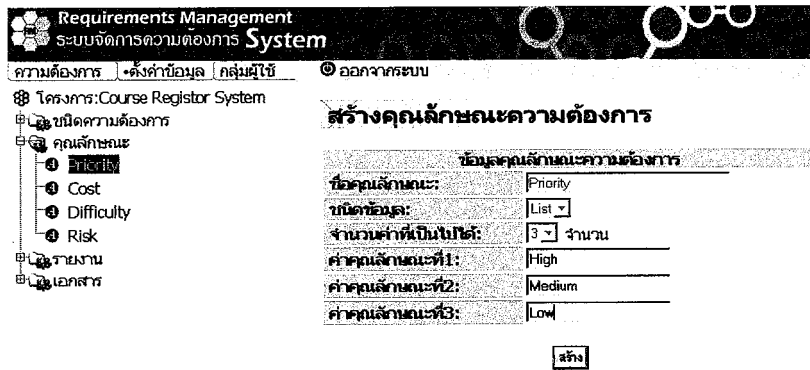 Requirements Management
ระบบจัดการความต้องการ System
ความต้องการ •ตั้งค่าข้อมูล กลุ่มผู้ใช้ ออกจากระบบ
โครงการ:Course Registor System
ชนิดความต้องการ
คุณลักษณะ
Priority
Cost
Difficulty
Risk
รายงาน
เอกสาร
สร้างคุณลักษณะความต้องการ
ข้อมูลคุณลักษณะความต้องการ
ชื่อคุณลักษณะ: Priority
ชนิดข้อมูล: List
จำนวนค่าที่เป็นไปได้: 3 จำนวน
ค่าคุณลักษณะที่1: High
ค่าคุณลักษณะที่2: Medium
ค่าคุณลักษณะที่3: Low
สร้าง